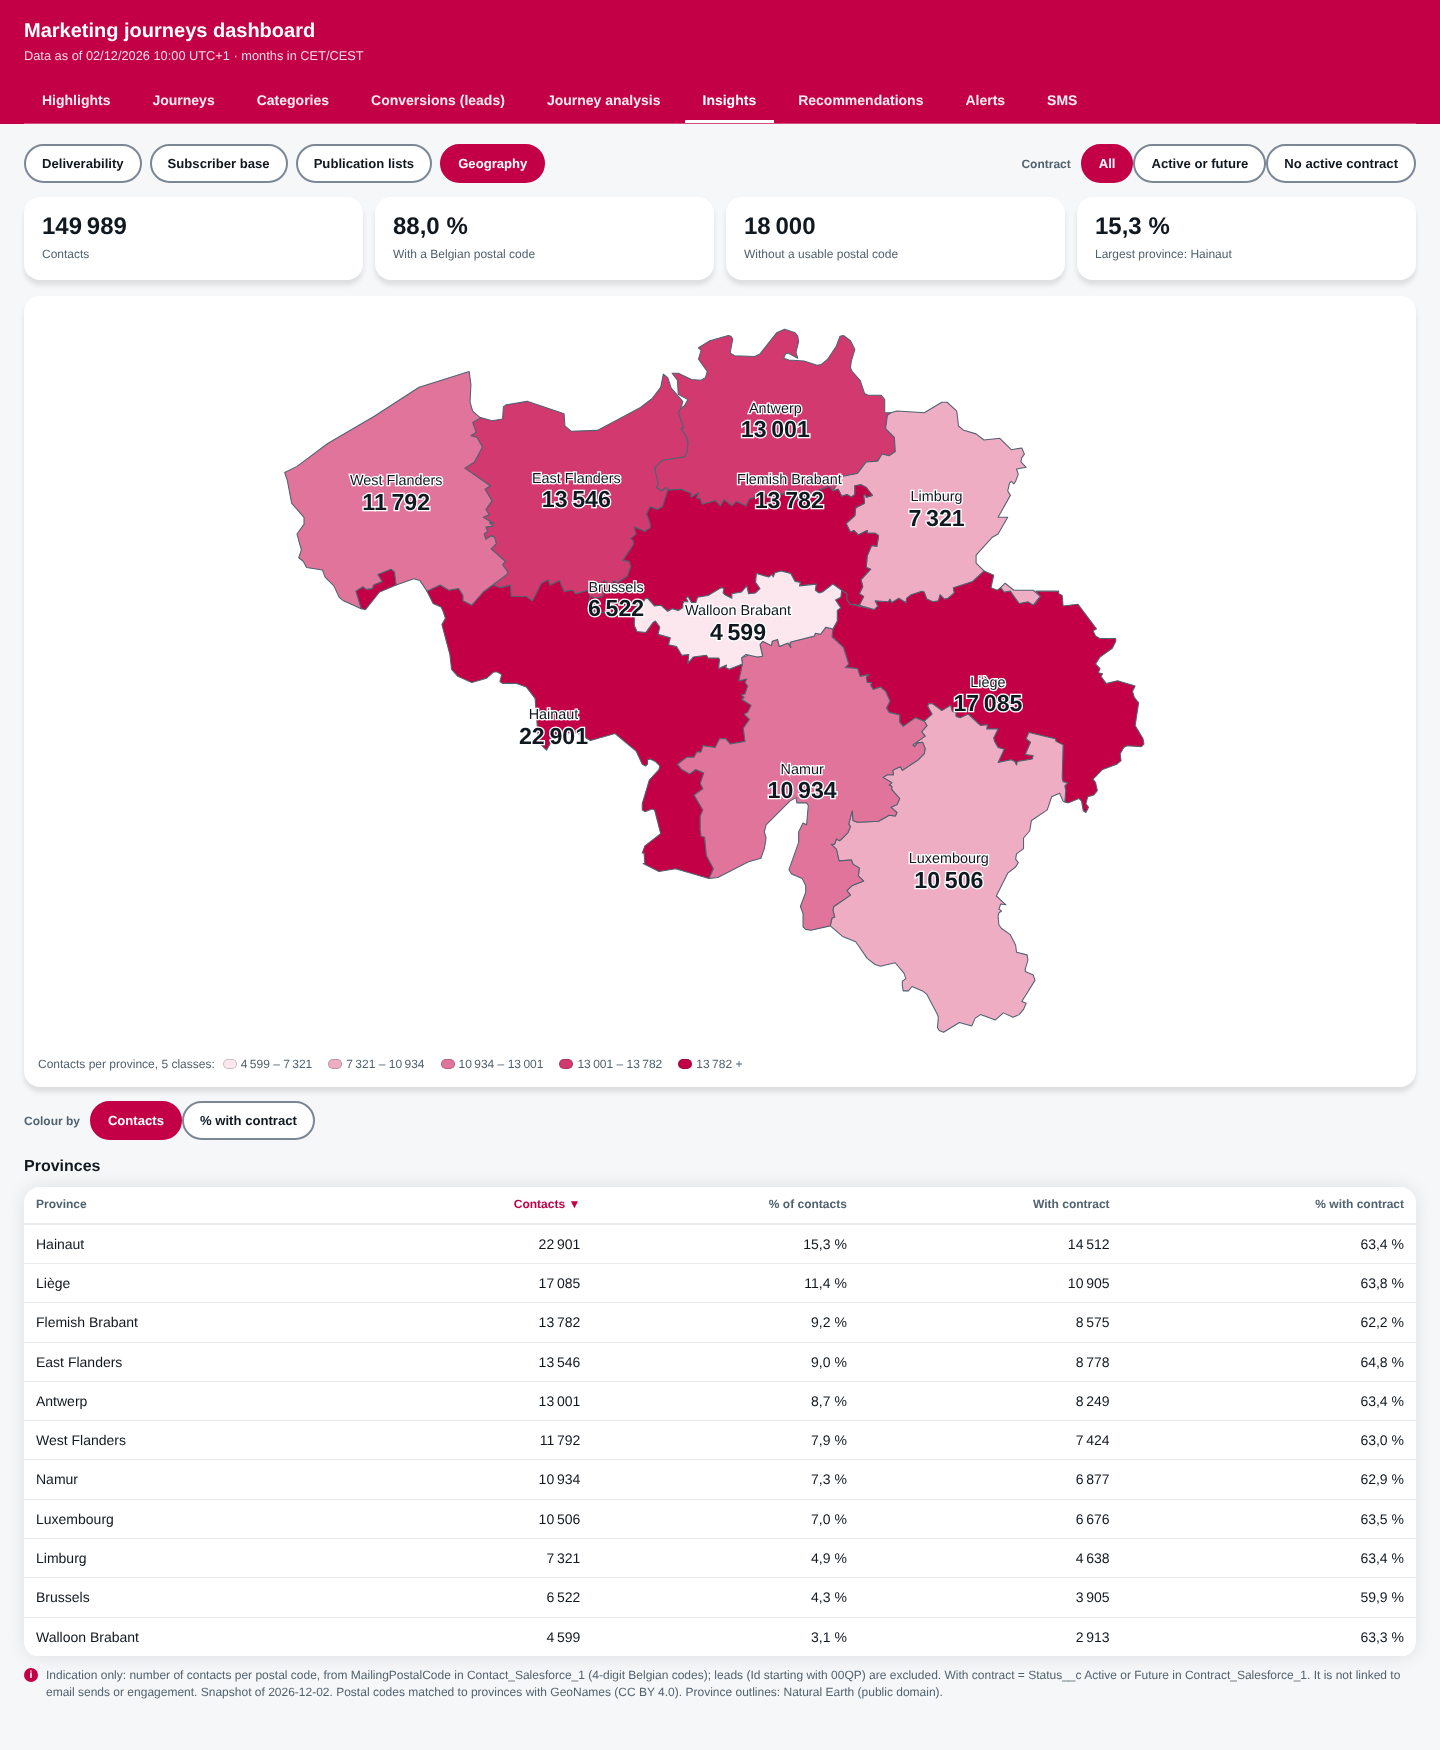 Marketing journeys dashboard
Data as of 02/12/2026 10:00 UTC+1 · months in CET/CEST
Highlights Journeys Categories Conversions (leads) Journey analysis Insights Recommendations Alerts SMS
Deliverability Subscriber base Publication lists Geography Contract All Active or future No active contract
149 989 88,0 % 18 000 15,3 %
Contacts With a Belgian postal code Without a usable postal code Largest province: Hainaut
Antwerp
13 001
West Flanders
11 792
East Flanders
13 546
Flemish Brabant
13 782
Limburg
7 321
Brussels
6 522
Walloon Brabant
4 599
Liège
17 085
Hainaut
22 901
Namur
10 934
Luxembourg
10 506
Contacts per province, 5 classes: 4 599 – 7 321 7 321 – 10 934 10 934 – 13 001 13 001 – 13 782 13 782 +
Colour by Contacts % with contract
Provinces
Province Contacts ▼ % of contacts With contract % with contract
Hainaut 22 901 15,3 % 14 512 63,4 %
Liège 17 085 11,4 % 10 905 63,8 %
Flemish Brabant 13 782 9,2 % 8 575 62,2 %
East Flanders 13 546 9,0 % 8 778 64,8 %
Antwerp 13 001 8,7 % 8 249 63,4 %
West Flanders 11 792 7,9 % 7 424 63,0 %
Namur 10 934 7,3 % 6 877 62,9 %
Luxembourg 10 506 7,0 % 6 676 63,5 %
Limburg 7 321 4,9 % 4 638 63,4 %
Brussels 6 522 4,3 % 3 905 59,9 %
Walloon Brabant 4 599 3,1 % 2 913 63,3 %
i Indication only: number of contacts per postal code, from MailingPostalCode in Contact_Salesforce_1 (4-digit Belgian codes); leads (Id starting with 00QP) are excluded. With contract = Status__c Active or Future in Contract_Salesforce_1. It is not linked to
email sends or engagement. Snapshot of 2026-12-02. Postal codes matched to provinces with GeoNames (CC BY 4.0). Province outlines: Natural Earth (public domain).